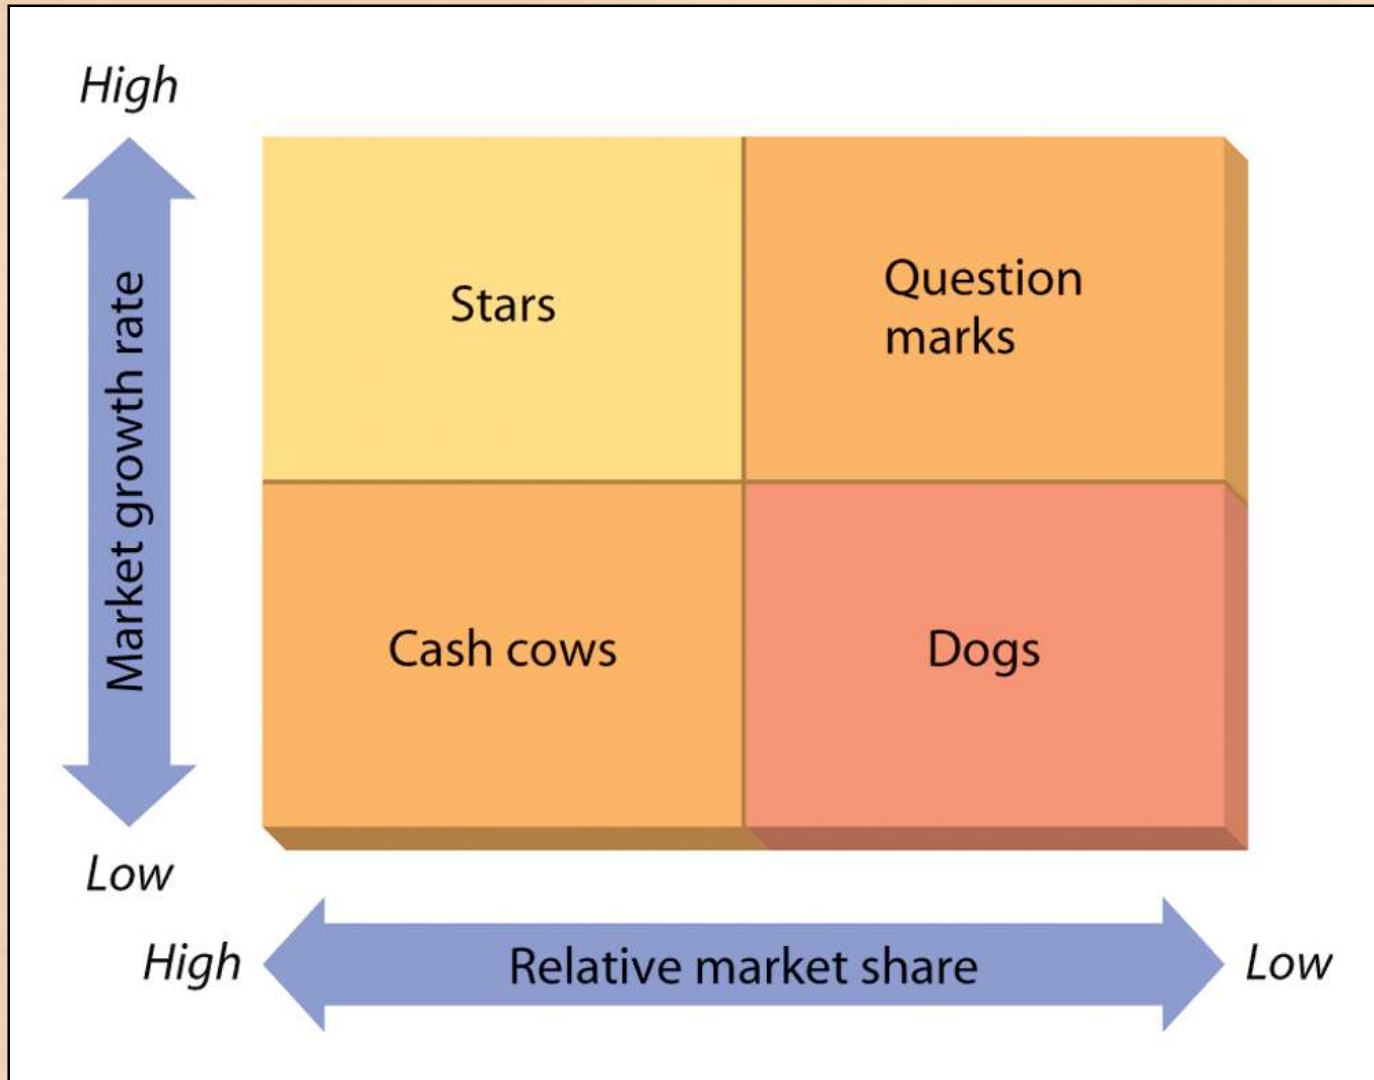 High
Market growth rate
Stars
Question
marks
Cash cows
Dogs
Low
High
Relative market share
Low